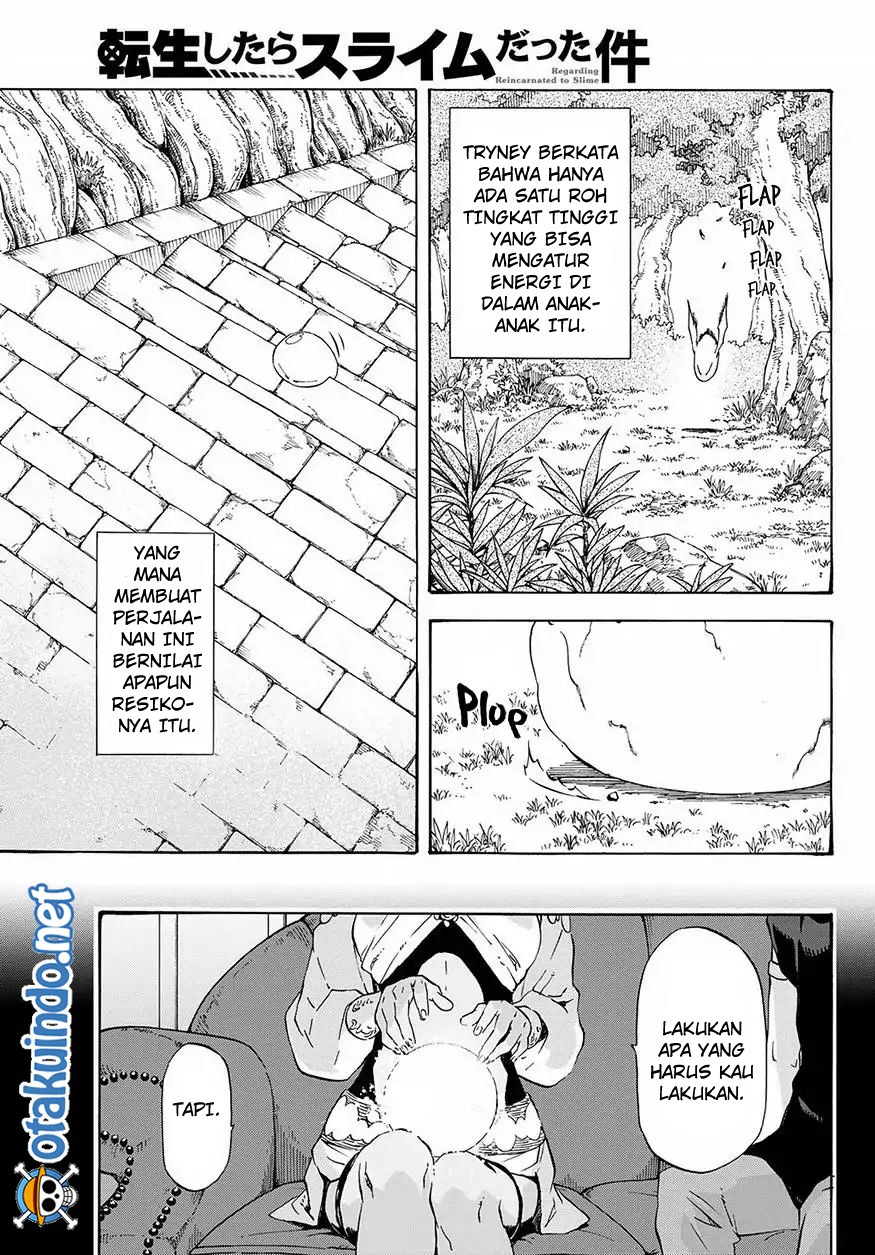 転生したらスライムだった件
Regarding
Reincarnated to Slime
TRYNEY BERKATA
BAHWA HANYA
ADA SATU ROH
TINGKAT TINGGI
YANG BISA
MENGATUR
ENERGI DI
DALAM ANAK-
ANAK ITU.
FLAP
FLAP
FLAP
FLAP
YANG
MANA
MEMBUAT
PERJALA-
NAN INI
BERNILAI
APAPUN
RESIKO-
NYA ITU.
Plop
LAKUKAN
APA YANG
HARUS KAU
LAKUKAN.
TAPI.
otakuindo.net